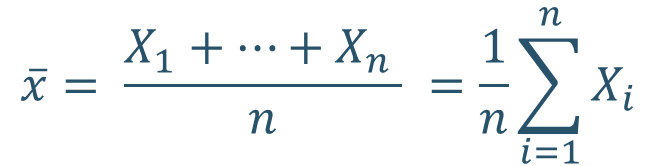 x̄ = (X₁ + ⋯ + Xₙ) / n = (1/n) ∑ᵢ₌₁ⁿ Xᵢ